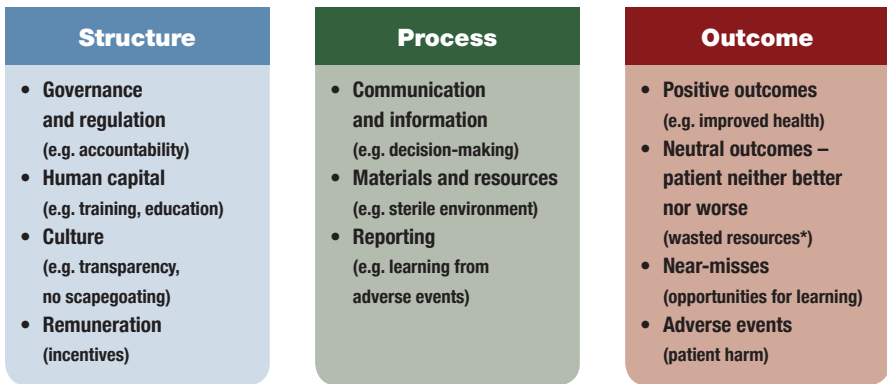 Structure
• Governance
and regulation
(e.g. accountability)
• Human capital
(e.g. training, education)
• Culture
(e.g. transparency,
no scapegoating)
• Remuneration
(incentives)
Process
• Communication
and information
(e.g. decision-making)
• Materials and resources
(e.g. sterile environment)
• Reporting
(e.g. learning from
adverse events)
Outcome
• Positive outcomes
(e.g. improved health)
• Neutral outcomes –
patient neither better
nor worse
(wasted resources*)
• Near-misses
(opportunities for learning)
• Adverse events
(patient harm)